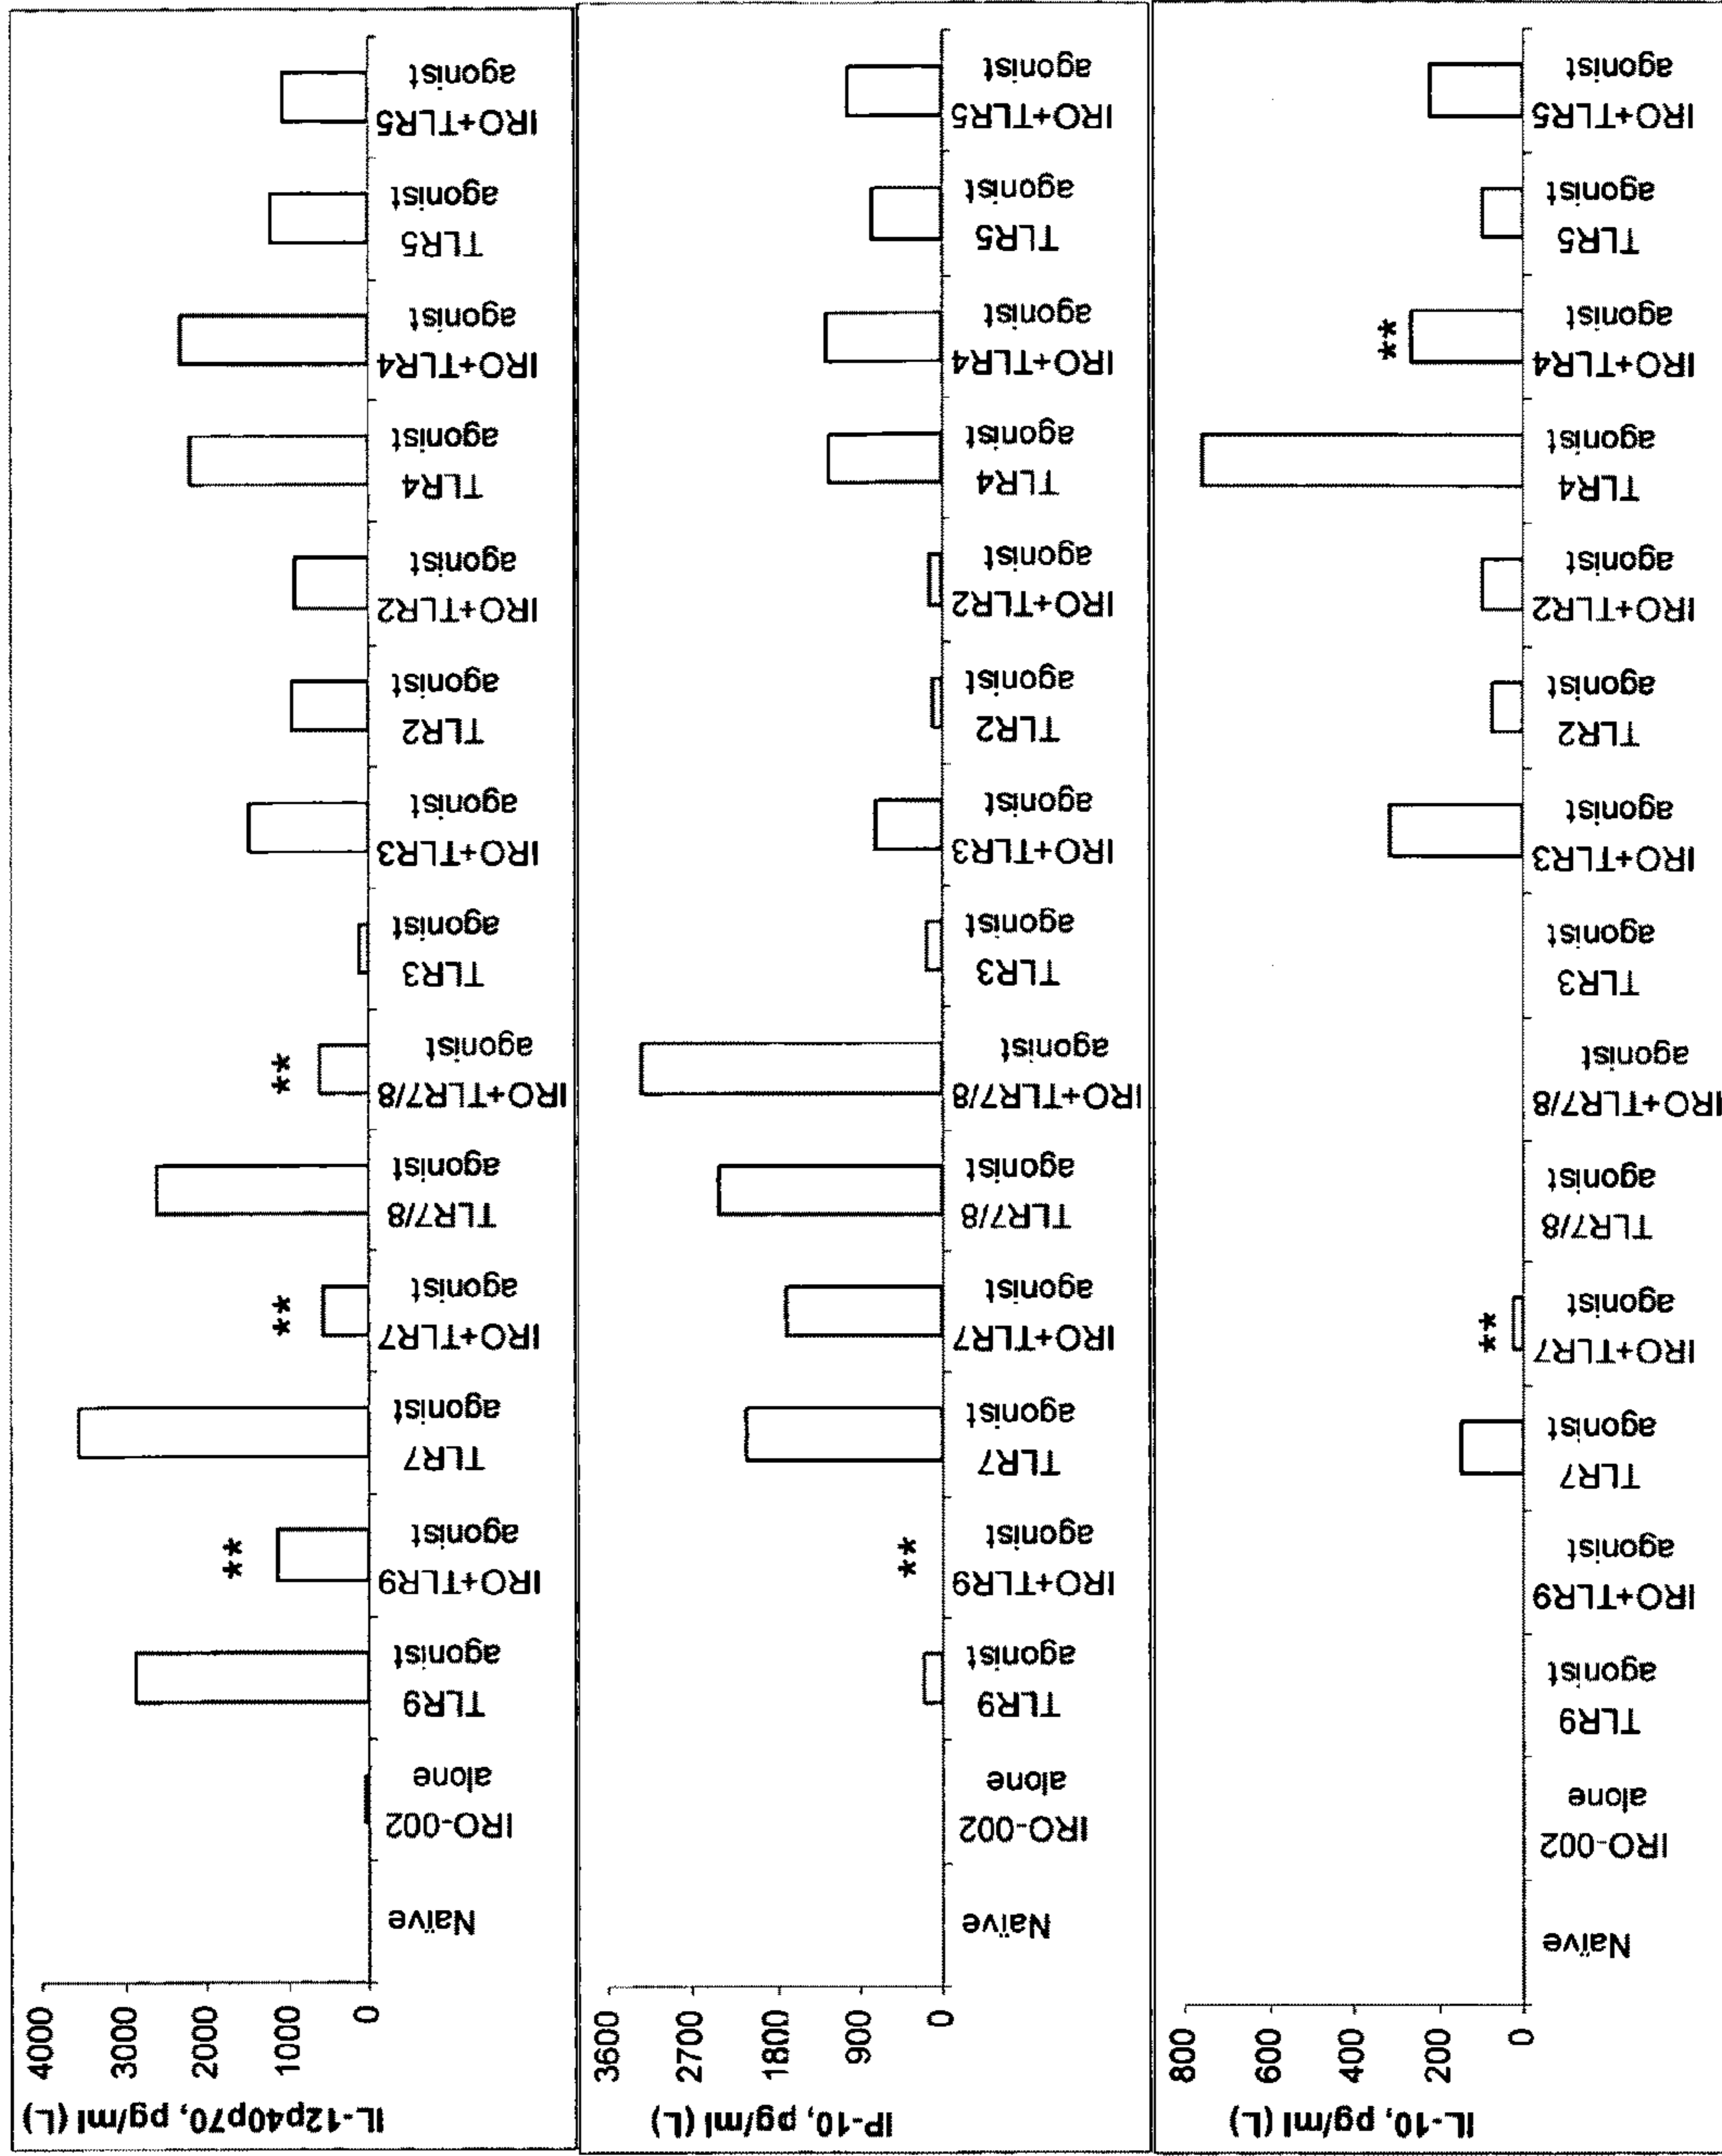 IL-12p40p70, pg/ml (L)
4000
3000
2000
1000
0
Naïve
IRO-002
alone
TLR9
agonist
**
IRO+TLR9
agonist
TLR7
agonist
**
IRO+TLR7
agonist
TLR7/8
agonist
**
IRO+TLR7/8
agonist
TLR3
agonist
IRO+TLR3
agonist
TLR2
agonist
IRO+TLR2
agonist
TLR4
agonist
IRO+TLR4
agonist
TLR5
agonist
IRO+TLR5
agonist
IP-10, pg/ml (L)
3600
2700
1800
900
0
Naïve
IRO-002
alone
TLR9
agonist
**
IRO+TLR9
agonist
TLR7
agonist
IRO+TLR7
agonist
TLR7/8
agonist
IRO+TLR7/8
agonist
TLR3
agonist
IRO+TLR3
agonist
TLR2
agonist
IRO+TLR2
agonist
TLR4
agonist
IRO+TLR4
agonist
TLR5
agonist
IRO+TLR5
agonist
IL-10, pg/ml (L)
800
600
400
200
0
Naïve
IRO-002
alone
TLR9
agonist
IRO+TLR9
agonist
TLR7
agonist
**
IRO+TLR7
agonist
TLR7/8
agonist
IRO+TLR7/8
agonist
TLR3
agonist
IRO+TLR3
agonist
TLR2
agonist
IRO+TLR2
agonist
TLR4
agonist
**
IRO+TLR4
agonist
TLR5
agonist
IRO+TLR5
agonist